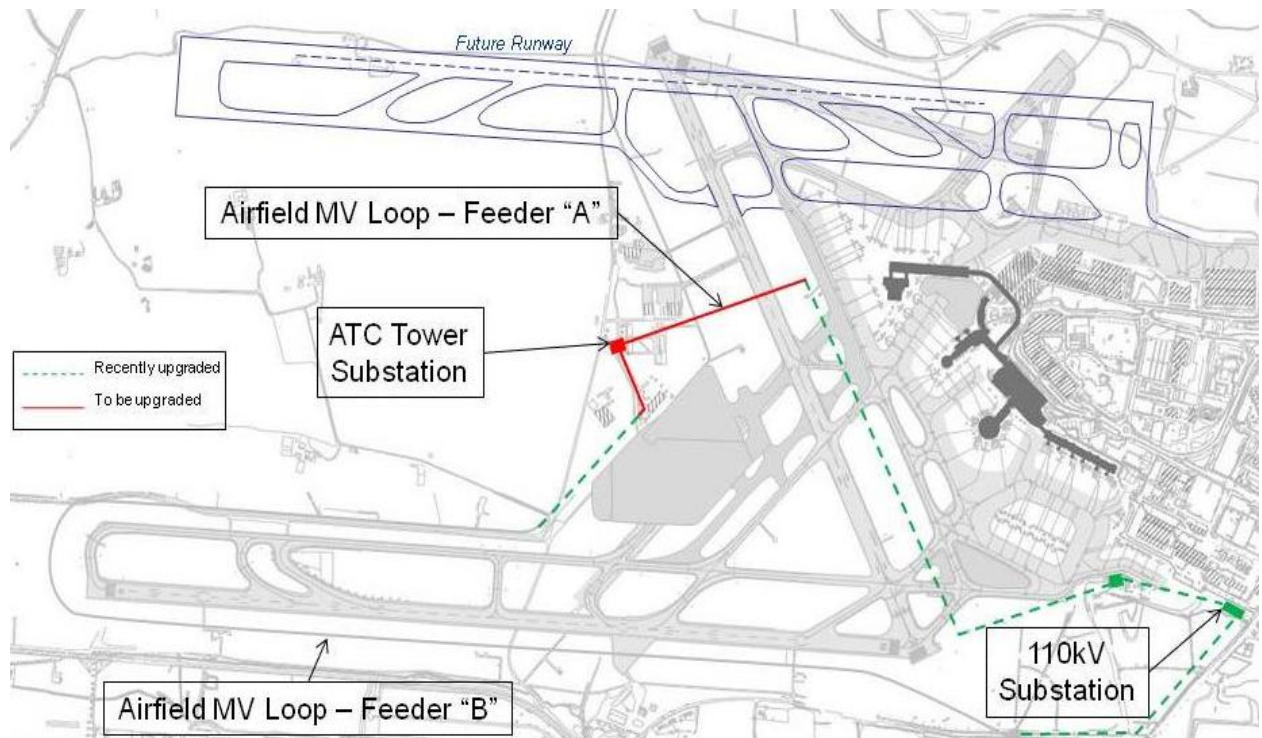 Future Runway
Airfield MV Loop – Feeder “A”
ATC Tower
Substation
Recently upgraded
To be upgraded
110kV
Substation
Airfield MV Loop – Feeder “B”